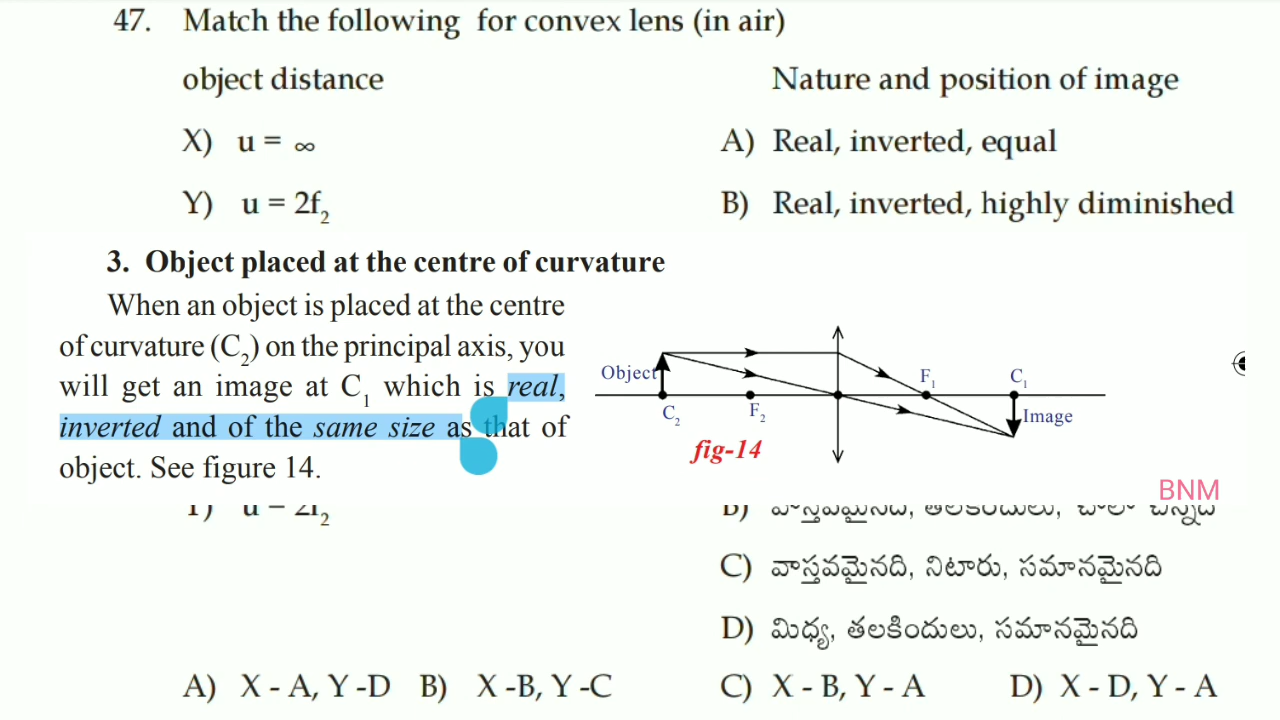 47. Match the following for convex lens (in air)
object distance Nature and position of image
X) u = ∞ A) Real, inverted, equal
Y) u = 2f₂ B) Real, inverted, highly diminished
3. Object placed at the centre of curvature
When an object is placed at the centre
of curvature (C₂) on the principal axis, you
will get an image at C₁ which is real,
inverted and of the same size as that of
object. See figure 14.
Object F₁ C₁
C₂ F₂ Image
fig-14
BNM
C) వాస్తవమైనది, నిటారు, సమానమైనది
D) మిధ్య, తలకిందులు, సమానమైనది
A) X - A, Y -D B) X -B, Y -C C) X - B, Y - A D) X - D, Y - A